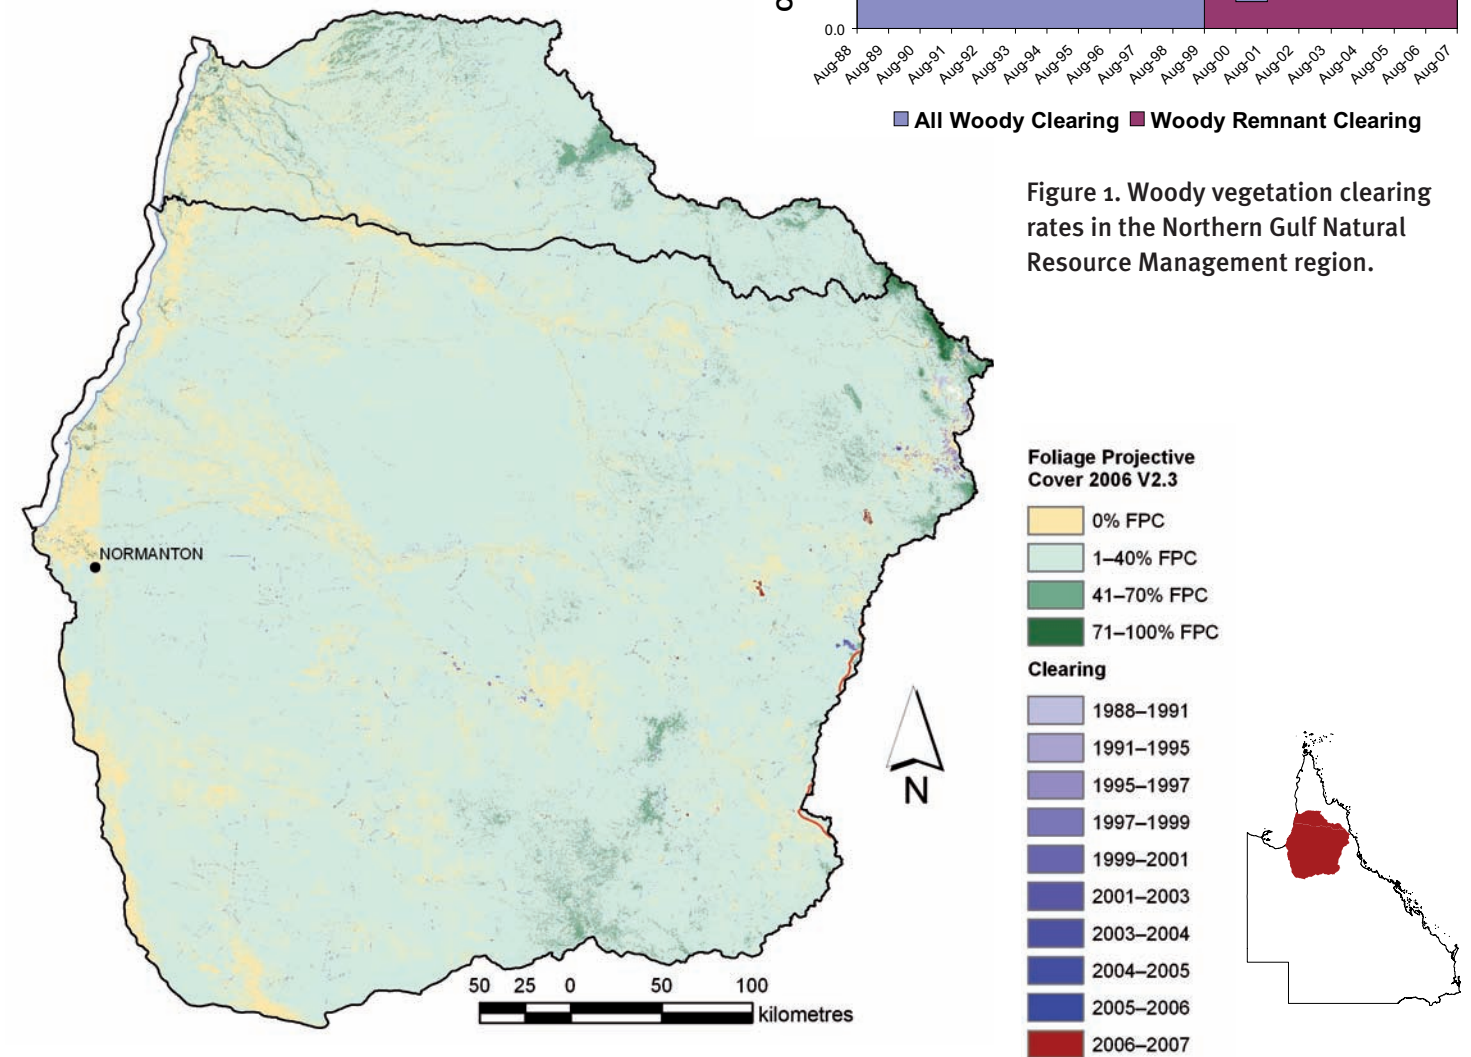 0.0
Aug-88
Aug-89
Aug-90
Aug-91
Aug-92
Aug-93
Aug-94
Aug-95
Aug-96
Aug-97
Aug-98
Aug-99
Aug-00
Aug-01
Aug-02
Aug-03
Aug-04
Aug-05
Aug-06
Aug-07
All Woody Clearing Woody Remnant Clearing
Figure 1. Woody vegetation clearing
rates in the Northern Gulf Natural
Resource Management region.
NORMANTON
Foliage Projective
Cover 2006 V2.3
0% FPC
1–40% FPC
41–70% FPC
71–100% FPC
Clearing
1988–1991
1991–1995
1995–1997
1997–1999
1999–2001
2001–2003
2003–2004
2004–2005
2005–2006
2006–2007
N
50 25 0 50 100
kilometres